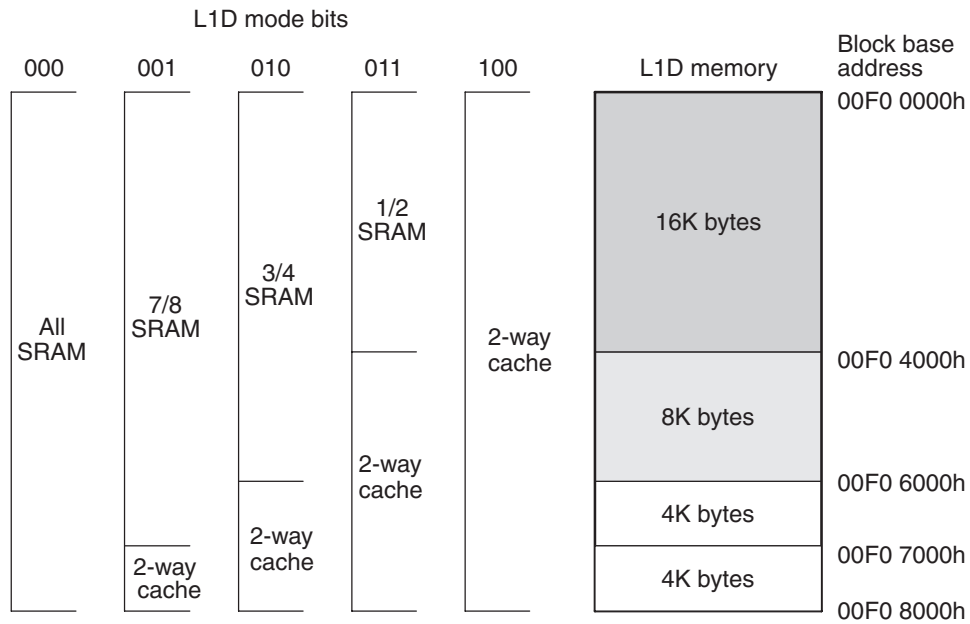 L1D mode bits
000 001 010 011 100 L1D memory Block base address
00F0 0000h
1/2 SRAM
16K bytes
3/4 SRAM
7/8 SRAM
All SRAM
2-way cache
00F0 4000h
8K bytes
2-way cache
00F0 6000h
4K bytes
2-way cache
00F0 7000h
2-way cache
4K bytes
00F0 8000h